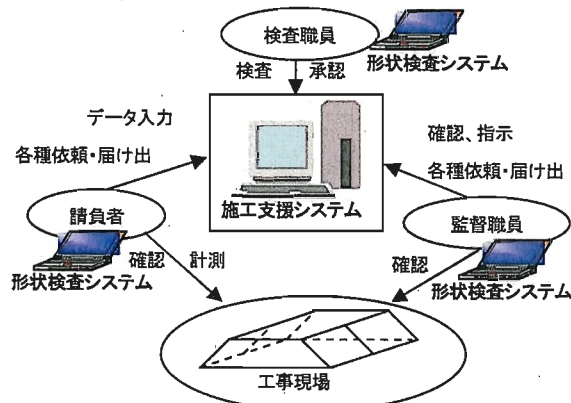 検査職員
形状検査システム
検査 承認
データ入力
各種依頼・届け出
確認、指示
各種依頼・届け出
施工支援システム
請負者
監督職員
形状検査システム
確認 計測
確認
形状検査システム
工事現場